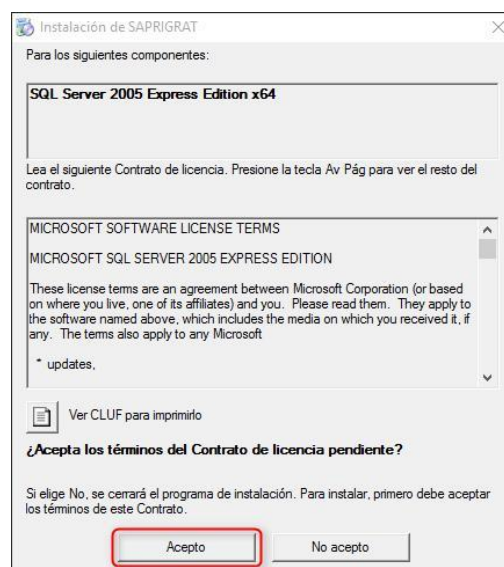 Instalación de SAPRIGRAT
Para los siguientes componentes:
SQL Server 2005 Express Edition x64
Lea el siguiente Contrato de licencia. Presione la tecla Av Pág para ver el resto del
contrato.
MICROSOFT SOFTWARE LICENSE TERMS
MICROSOFT SQL SERVER 2005 EXPRESS EDITION
These license terms are an agreement between Microsoft Corporation (or based
on where you live, one of its affiliates) and you. Please read them. They apply to
the software named above, which includes the media on which you received it, if
any. The terms also apply to any Microsoft
* updates,
Ver CLUF para imprimirlo
¿Acepta los términos del Contrato de licencia pendiente?
Si elige No, se cerrará el programa de instalación. Para instalar, primero debe aceptar
los términos de este Contrato.
Acepto
No acepto